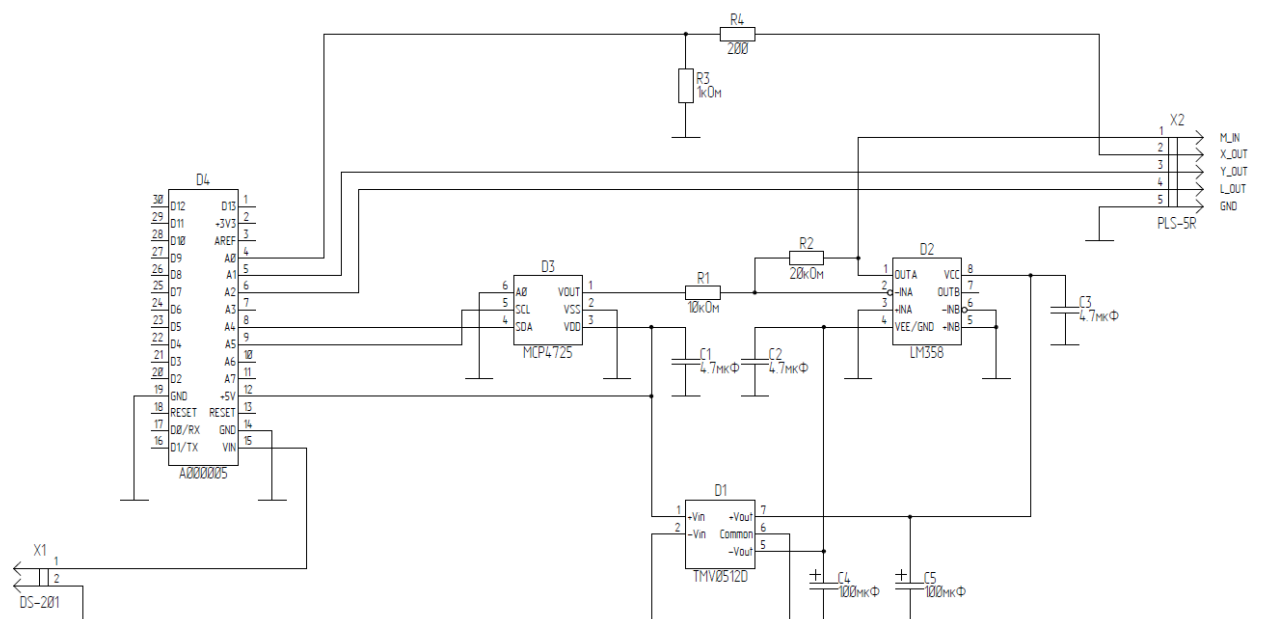 R4
200
R3
1кОм
X2
1 M_IN
2 X_OUT
3 Y_OUT
4 L_OUT
5 GND
PLS-5R
D4
30 D12 D13 1
29 D11 +3V3 2
28 D10 AREF 3
27 D9 A0 4
26 D8 A1 5
25 D7 A2 6
24 D6 A3 7
23 D5 A4 8
22 D4 A5 9
21 D3 A6 10
20 D2 A7 11
19 GND +5V 12
18 RESET RESET 13
17 D0/RX GND 14
16 D1/TX VIN 15
A000005
D3
6 A0 VOUT 1
5 SCL VSS 2
4 SDA VDD 3
MCP4725
R1
10кОм
R2
20кОм
D2
1 OUTA VCC 8
2 -INA OUTB 7
3 +INA -INB 6
4 VEE/GND +INB 5
LM358
C3
4.7мкФ
C1
4.7мкФ
C2
4.7мкФ
D1
1 +Vin +Vout 7
2 -Vin Common 6
-Vout 5
TMV0512D
+ C4
100мкФ
+ C5
100мкФ
X1
1
2
DS-201